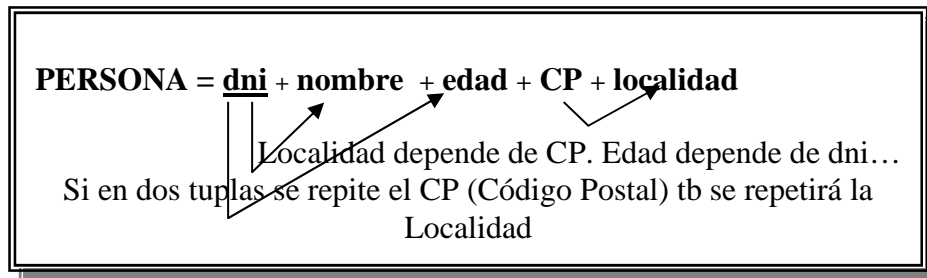 PERSONA = dni + nombre + edad + CP + localidad
Localidad depende de CP. Edad depende de dni…
Si en dos tuplas se repite el CP (Código Postal) tb se repetirá la
Localidad